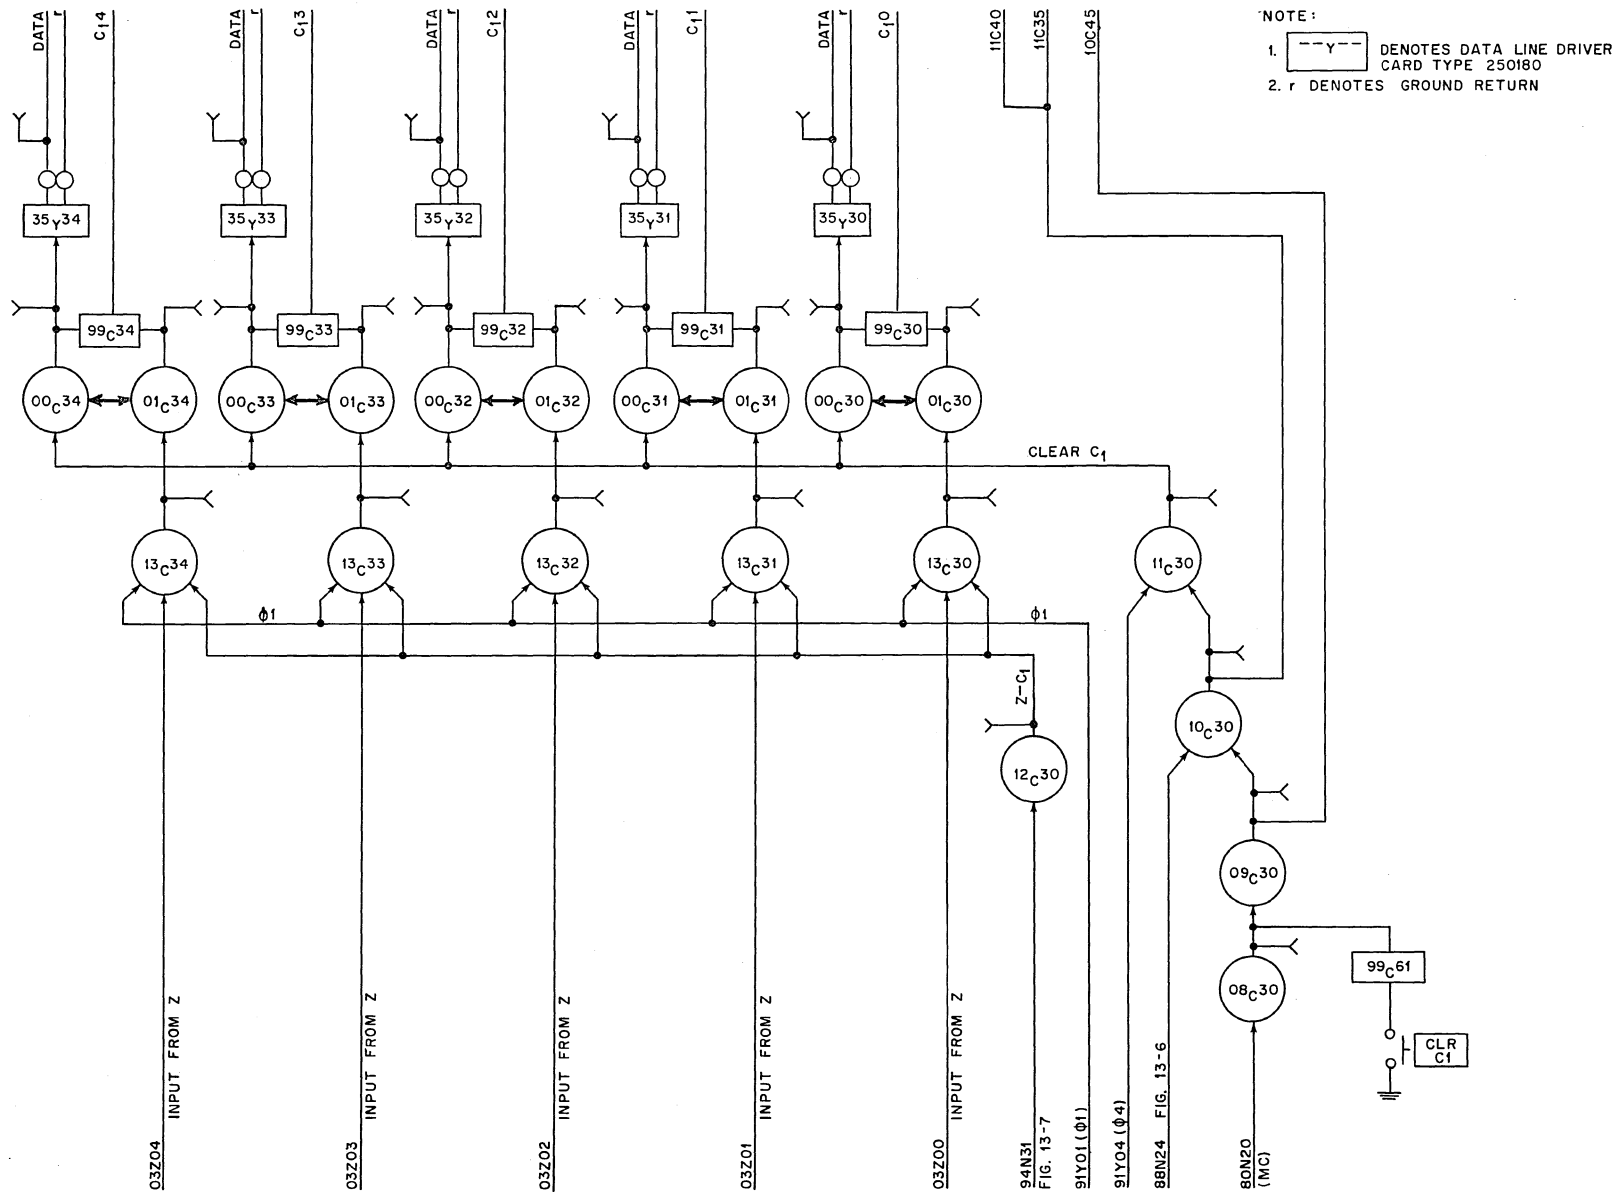 DATA
r
C₁4
DATA
r
C₁3
DATA
r
C₁2
DATA
r
C₁1
DATA
r
C₁0
11C40
11C35
10C45
NOTE:
1. --Y-- DENOTES DATA LINE DRIVER
CARD TYPE 250180
2. r DENOTES GROUND RETURN
35Y34
35Y33
35Y32
35Y31
35Y30
99C34
99C33
99C32
99C31
99C30
00C34
01C34
00C33
01C33
00C32
01C32
00C31
01C31
00C30
01C30
CLEAR C₁
13C34
13C33
13C32
13C31
13C30
11C30
ϕ1
ϕ1
Z–C₁
10C30
12C30
09C30
99C61
08C30
CLR
C1
INPUT FROM Z
INPUT FROM Z
INPUT FROM Z
INPUT FROM Z
INPUT FROM Z
03Z04
03Z03
03Z02
03Z01
03Z00
94N31
FIG. 13-7
91Y01 (ϕ1)
91Y04 (ϕ4)
88N24 FIG. 13-6
80N20
(MC)